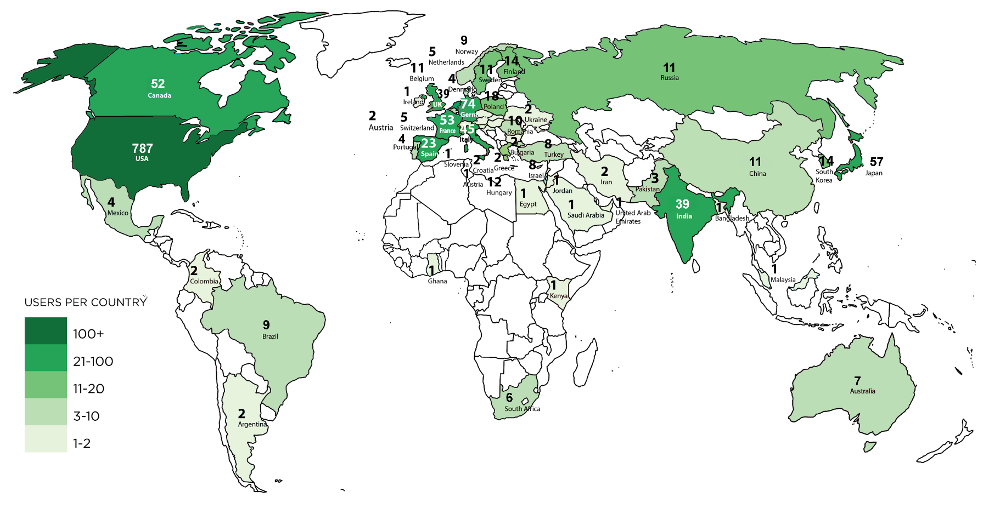 9
Norway
5
Netherlands
11
Belgium
14
Finland
11
Sweden
4
Denmark
11
Russia
52
Canada
1
Ireland
39
UK
74
Germ
18
Poland
2
Ukraine
2
Austria
5
Switzerland
53
France
45
Italy
10
Romania
787
USA
4
Portugal
23
Spain
2
Bulgaria
8
Turkey
1
Slovenia
2
Croatia
2
Greece
8
Israel
1
Austria
12
Hungary
1
Jordan
2
Iran
3
Pakistan
11
China
14
South
Korea
57
Japan
4
Mexico
1
Egypt
1
Saudi Arabia
1
United Arab
Emirates
39
India
1
Bangladesh
2
Colombia
1
Ghana
1
Kenya
1
Malaysia
9
Brazil
2
Argentina
6
South Africa
7
Australia
USERS PER COUNTRY
100+
21-100
11-20
3-10
1-2